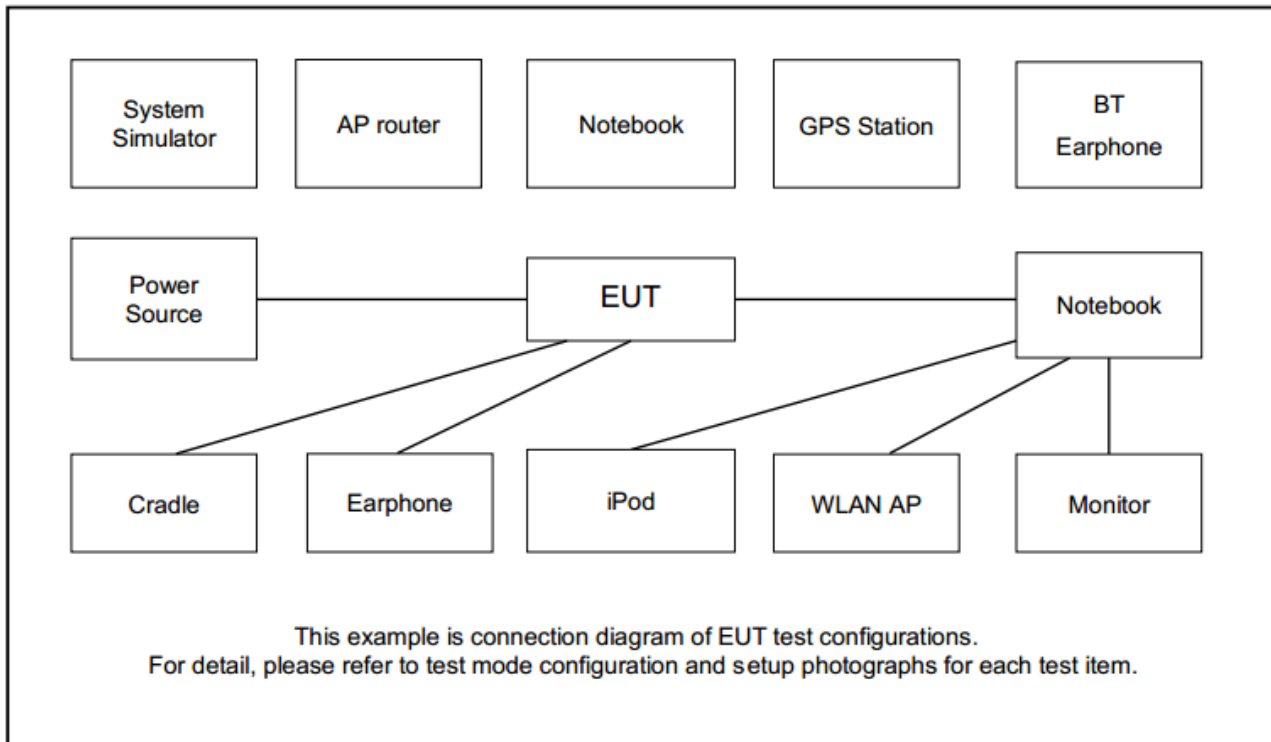 System
Simulator
AP router
Notebook
GPS Station
BT
Earphone
Power
Source
EUT
Notebook
Cradle
Earphone
iPod
WLAN AP
Monitor
This example is connection diagram of EUT test configurations.
For detail, please refer to test mode configuration and setup photographs for each test item.